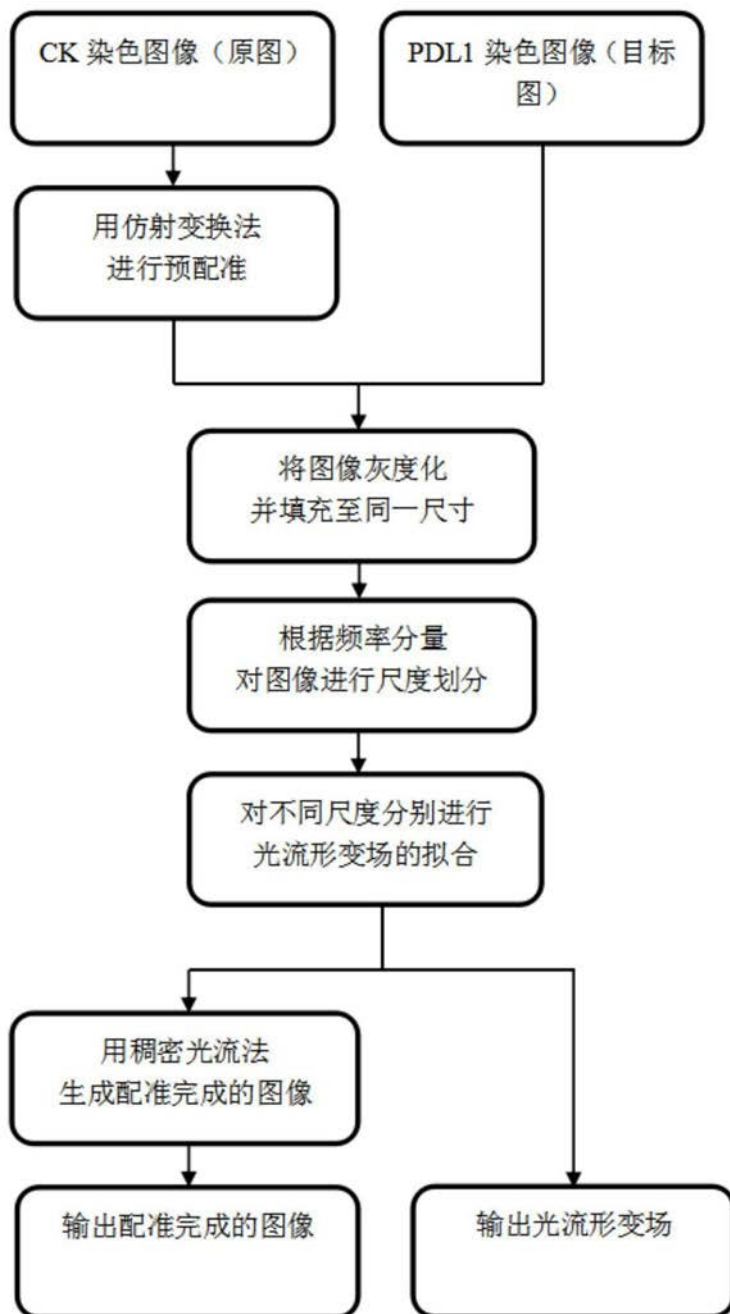 CK 染色图像（原图）
PDL1 染色图像（目标
图）
用仿射变换法
进行预配准
将图像灰度化
并填充至同一尺寸
根据频率分量
对图像进行尺度划分
对不同尺度分别进行
光流形变场的拟合
用稠密光流法
生成配准完成的图像
输出配准完成的图像
输出光流形变场